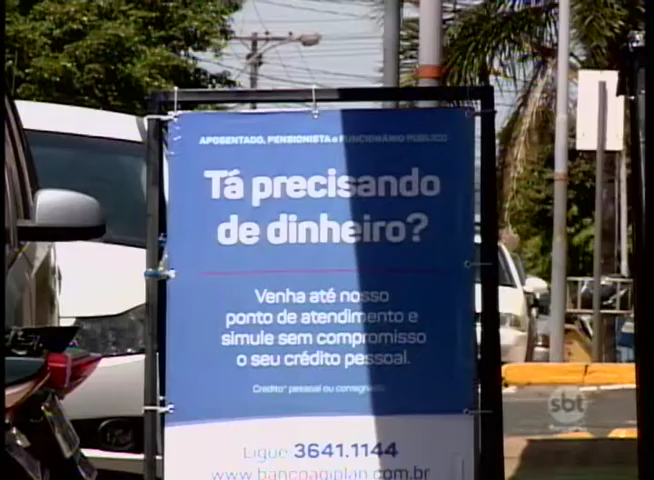 APOSENTADO, PENSIONISTA e FUNCIONÁRIO PÚBLICO
Tá precisando
de dinheiro?
Venha até nosso
ponto de atendimento e
simule sem compromisso
o seu crédito pessoal.
Crédito* pessoal ou consignado
Ligue 3641.1144
www.bancoagiplan.com.br
sbt